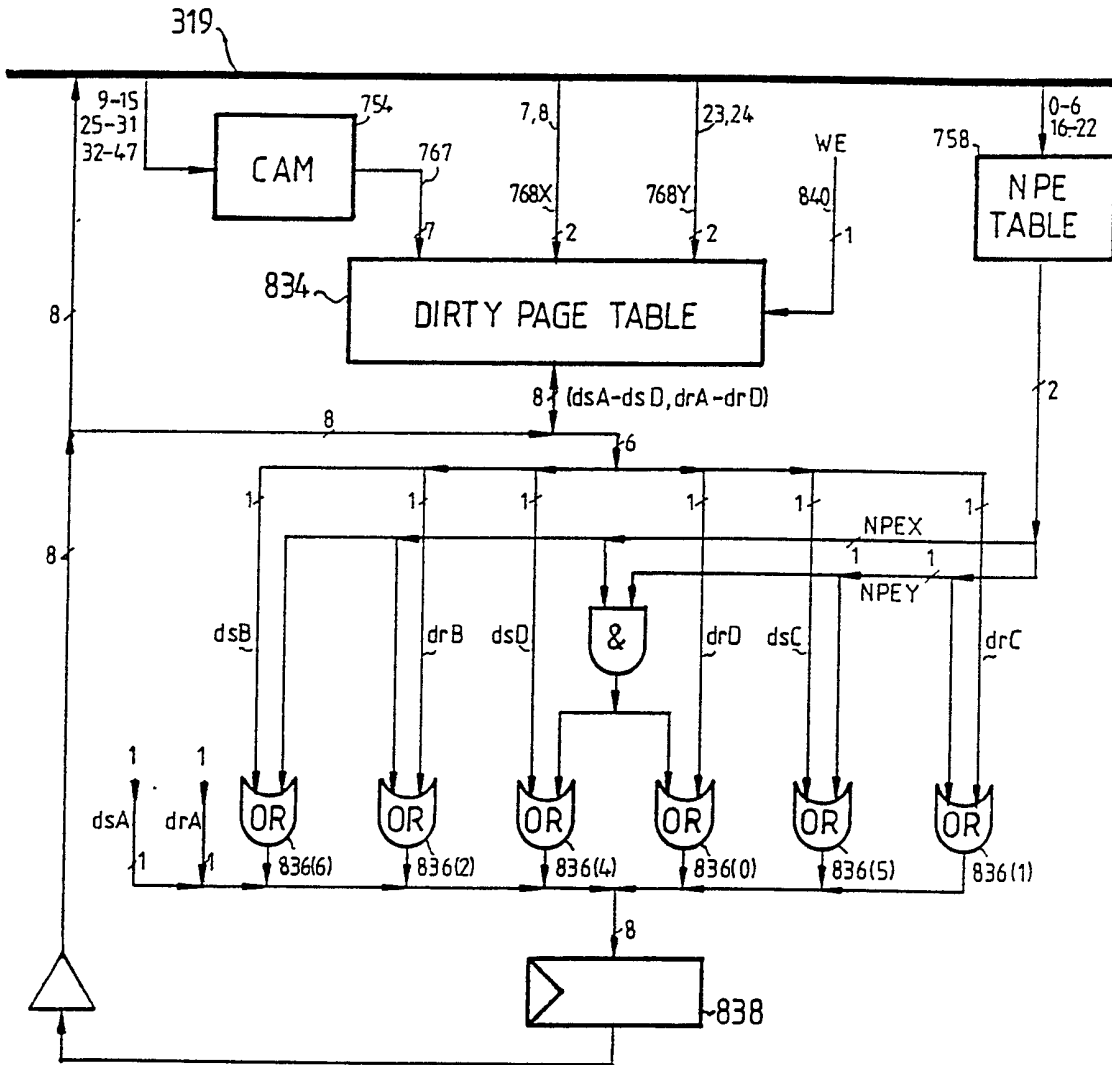 319
9-15
25-31
32-47
754
CAM
767
7
7,8
768X
2
23,24
768Y
2
WE
840
1
0-6
16-22
758
NPE
TABLE
834
DIRTY PAGE TABLE
8
8 (dsA-dsD, drA-drD)
2
8
6
1
1
1
1
1
1
NPEX
8
1
1
NPEY
&
dsB
drB
dsD
drD
dsC
drC
1
1
dsA
drA
1
1
OR
OR
OR
OR
OR
OR
836(6)
836(2)
836(4)
836(0)
836(5)
836(1)
8
838